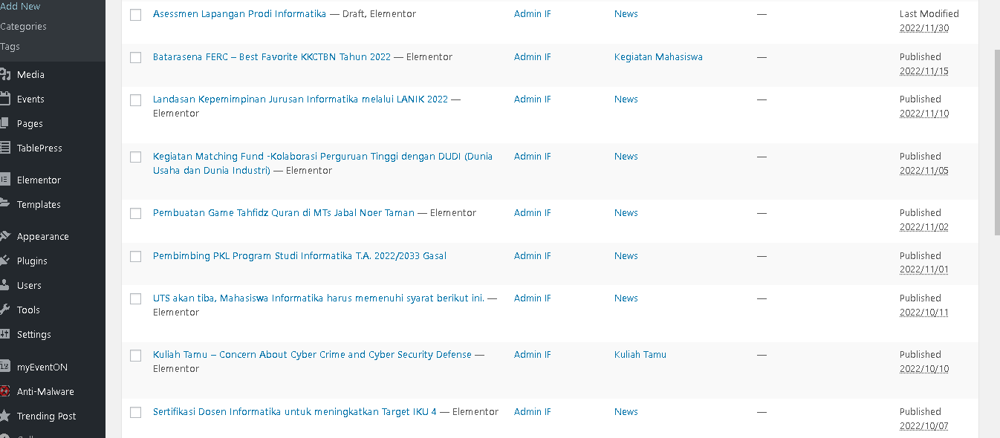 Add New
Categories
Tags
Media
Events
Pages
TablePress
Elementor
Templates
Appearance
Plugins
Users
Tools
Settings
myEventON
Anti-Malware
Trending Post
Asesmen Lapangan Prodi Informatika — Draft, Elementor Admin IF News — Last Modified
2022/11/30
Batarasena FERC – Best Favorite KKCTBN Tahun 2022 — Elementor Admin IF Kegiatan Mahasiswa — Published
2022/11/15
Landasan Kepemimpinan Jurusan Informatika melalui LANIK 2022 — Admin IF News — Published
Elementor 2022/11/10
Kegiatan Matching Fund -Kolaborasi Perguruan Tinggi dengan DUDI (Dunia Admin IF News — Published
Usaha dan Dunia Industri) — Elementor 2022/11/05
Pembuatan Game Tahfidz Quran di MTs Jabal Noer Taman — Elementor Admin IF News — Published
2022/11/02
Pembimbing PKL Program Studi Informatika T.A. 2022/2033 Gasal Admin IF News — Published
2022/11/01
UTS akan tiba, Mahasiswa Informatika harus memenuhi syarat berikut ini. — Admin IF News — Published
Elementor 2022/10/11
Kuliah Tamu – Concern About Cyber Crime and Cyber Security Defense — Admin IF Kuliah Tamu — Published
Elementor 2022/10/10
Sertifikasi Dosen Informatika untuk meningkatkan Target IKU 4 — Elementor Admin IF News — Published
2022/10/07